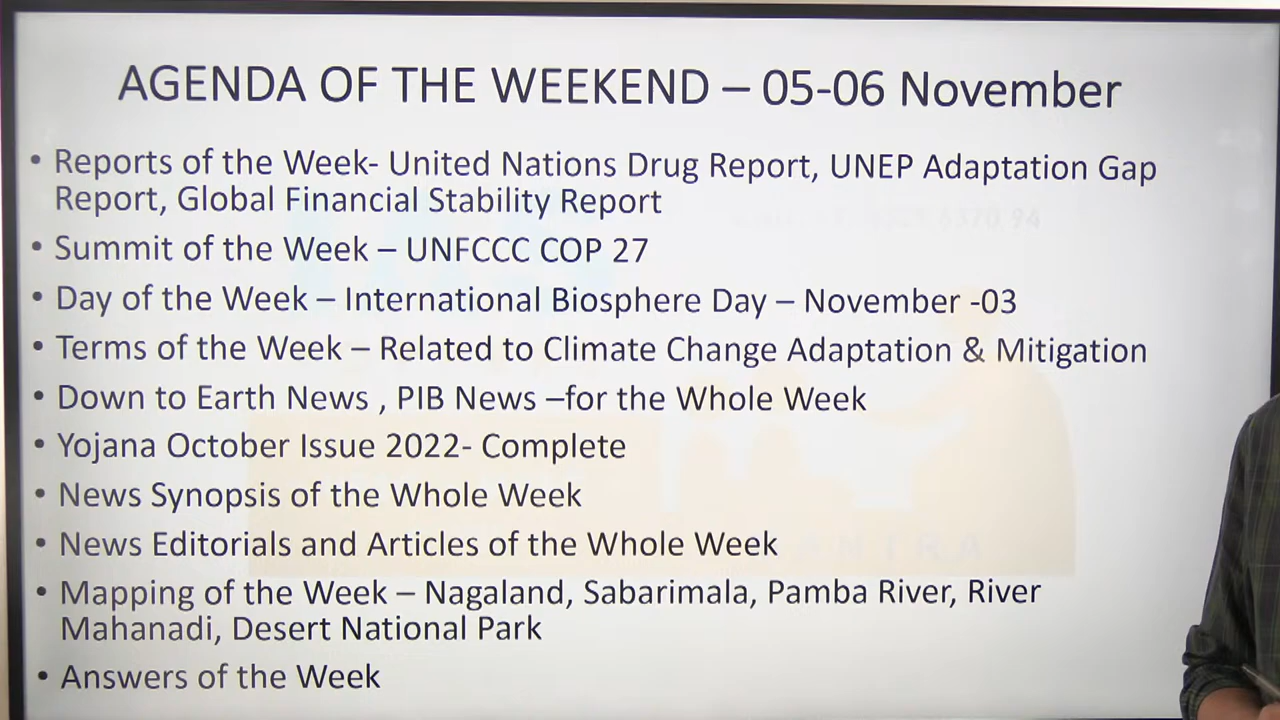 AGENDA OF THE WEEKEND – 05-06 November
• Reports of the Week- United Nations Drug Report, UNEP Adaptation Gap
Report, Global Financial Stability Report
• Summit of the Week – UNFCCC COP 27
• Day of the Week – International Biosphere Day – November -03
• Terms of the Week – Related to Climate Change Adaptation & Mitigation
• Down to Earth News , PIB News –for the Whole Week
• Yojana October Issue 2022- Complete
• News Synopsis of the Whole Week
• News Editorials and Articles of the Whole Week
• Mapping of the Week – Nagaland, Sabarimala, Pamba River, River
Mahanadi, Desert National Park
• Answers of the Week